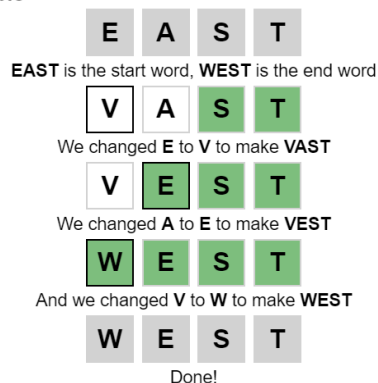 E A S T
EAST is the start word, WEST is the end word
V A S T
We changed E to V to make VAST
V E S T
We changed A to E to make VEST
W E S T
And we changed V to W to make WEST
W E S T
Done!